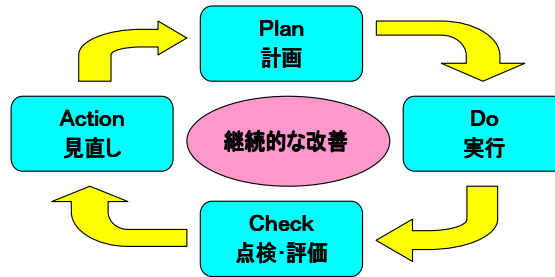 Plan
計画
Action
見直し
継続的な改善
Do
実行
Check
点検・評価